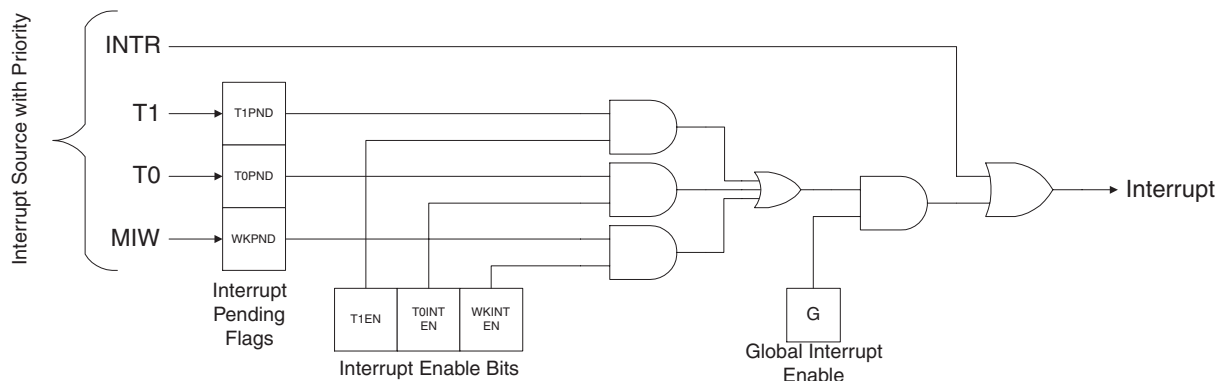 Interrupt Source with Priority
INTR
T1
T0
MIW
T1PND
T0PND
WKPND
Interrupt
Pending
Flags
T1EN
T0INT
EN
WKINT
EN
Interrupt Enable Bits
G
Global Interrupt
Enable
Interrupt